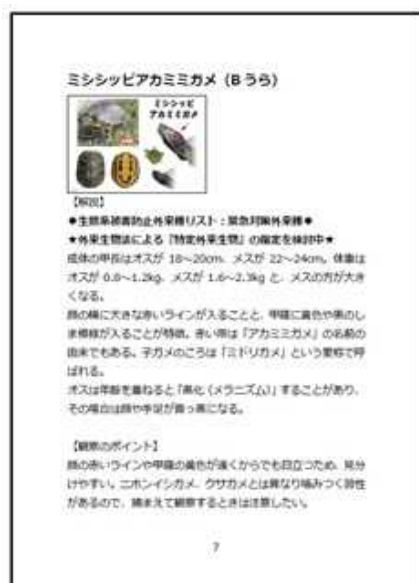 ミシシッピアカミミガメ（Bうら）
ミシシッピ
アカミミガメ
【解説】
◆生態系被害防止外来種リスト：緊急対策外来種◆
★外来生物法による『特定外来生物』の指定を検討中★
成体の甲長はオスが 18～20cm、メスが 22～24cm。体重は
オスが 0.8～1.2kg、メスが 1.6～2.3kg と、メスの方が大き
くなる。
顔の横に大きな赤いラインが入ることと、甲羅に黄色や黒のし
ま模様が入ることが特徴。赤い帯は「アカミミガメ」の名前の
由来でもある。子ガメのころは「ミドリガメ」という愛称で呼
ばれる。
オスは年齢を重ねると「黒化（メラニズム）」することがあり、
その場合は顔や手足が真っ黒になる。
【観察のポイント】
顔の赤いラインや甲羅の黄色が遠くからでも目立つため、見分
けやすい。ニホンイシガメ、クサガメとは異なり噛みつく習性
があるので、捕まえて観察するときは注意したい。
7